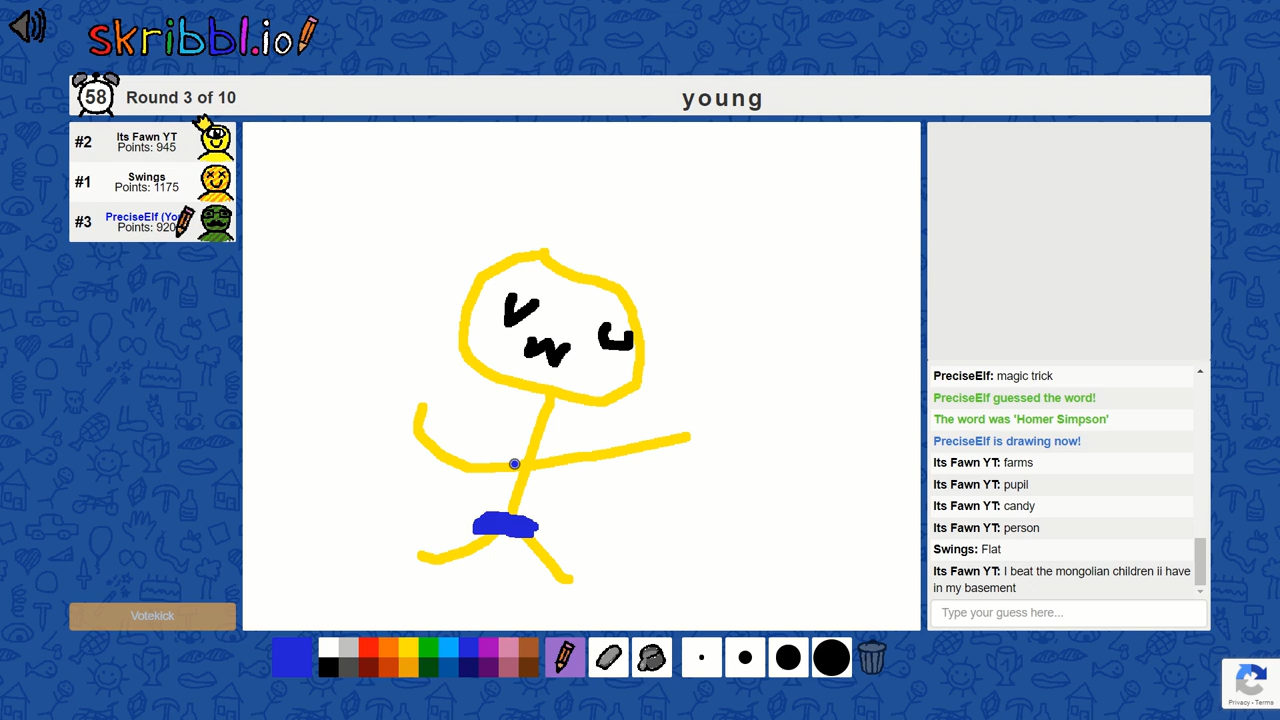 skribbl.io
58
Round 3 of 10
young
#2
Its Fawn YT
Points: 945
#1
Swings
Points: 1175
#3
PreciseElf (You
Points: 920
PreciseElf: magic trick
PreciseElf guessed the word!
The word was 'Homer Simpson'
PreciseElf is drawing now!
Its Fawn YT: farms
Its Fawn YT: pupil
Its Fawn YT: candy
Its Fawn YT: person
Swings: Flat
Its Fawn YT: I beat the mongolian children ii have
in my basement
Type your guess here...
Votekick
Privacy - Terms